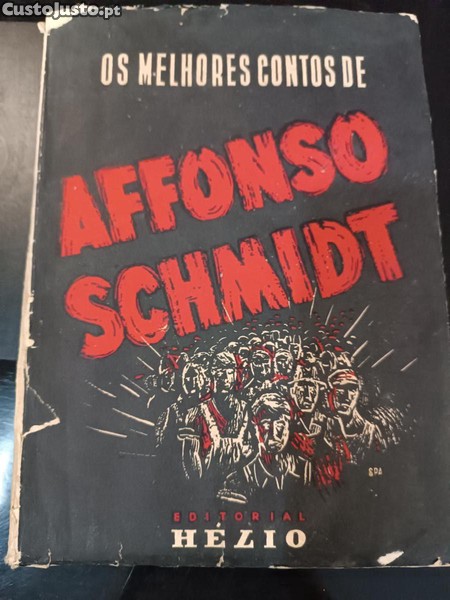 CustoJusto.pt
OS MELHORES CONTOS DE
AFFONSO
SCHMIDT
EDITORIAL
HÉLIO